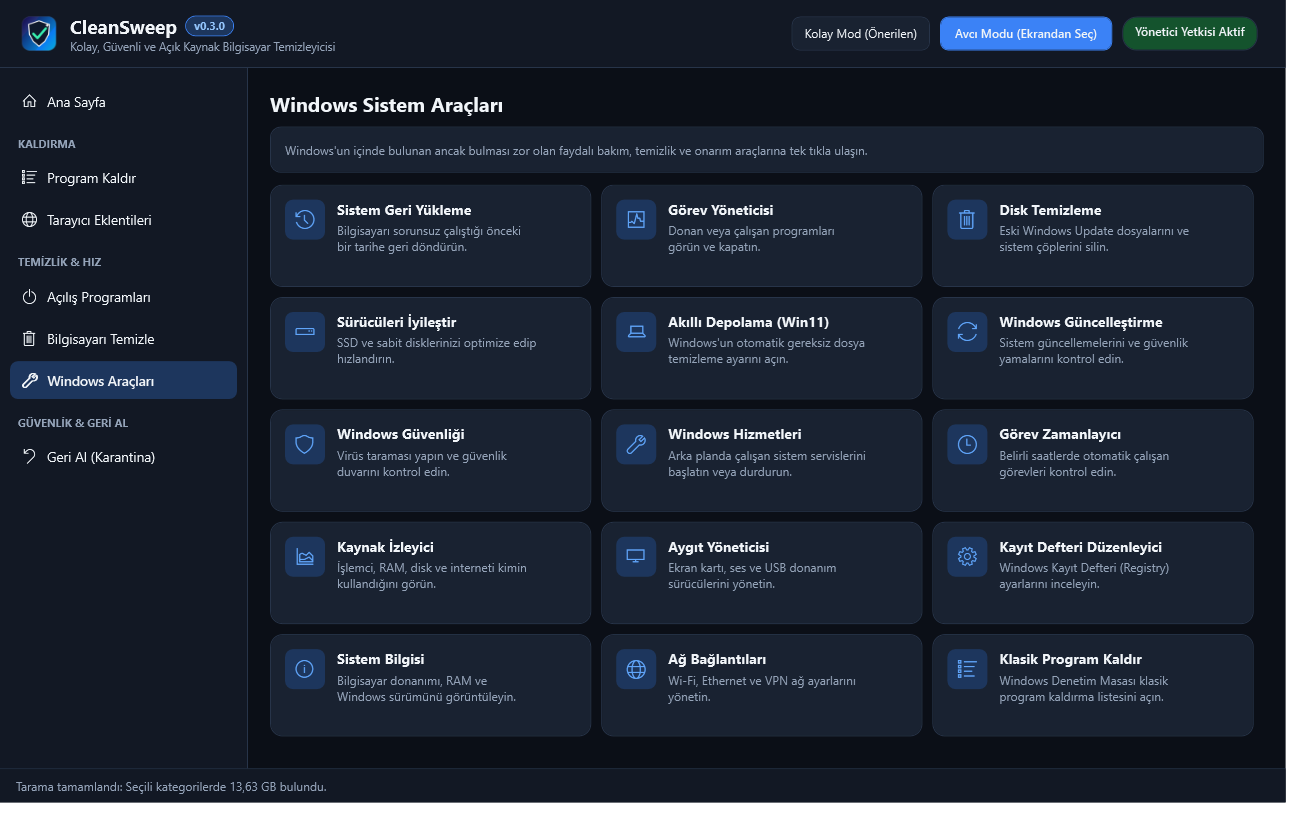 CleanSweep
v0.3.0
Kolay, Güvenli ve Açık Kaynak Bilgisayar Temizleyicisi
Kolay Mod (Önerilen)
Avcı Modu (Ekrandan Seç)
Yönetici Yetkisi Aktif
Ana Sayfa
KALDIRMA
Program Kaldır
Tarayıcı Eklentileri
TEMİZLİK & HIZ
Açılış Programları
Bilgisayarı Temizle
Windows Araçları
GÜVENLİK & GERİ AL
Geri Al (Karantina)
Windows Sistem Araçları
Windows'un içinde bulunan ancak bulması zor olan faydalı bakım, temizlik ve onarım araçlarına tek tıkla ulaşın.
Sistem Geri Yükleme
Bilgisayarı sorunsuz çalıştığı önceki
bir tarihe geri döndürün.
Görev Yöneticisi
Donan veya çalışan programları
görün ve kapatın.
Disk Temizleme
Eski Windows Update dosyalarını ve
sistem çöplerini silin.
Sürücüleri İyileştir
SSD ve sabit disklerinizi optimize edip
hızlandırın.
Akıllı Depolama (Win11)
Windows'un otomatik gereksiz dosya
temizleme ayarını açın.
Windows Güncelleştirme
Sistem güncellemelerini ve güvenlik
yamalarını kontrol edin.
Windows Güvenliği
Virüs taraması yapın ve güvenlik
duvarını kontrol edin.
Windows Hizmetleri
Arka planda çalışan sistem servislerini
başlatın veya durdurun.
Görev Zamanlayıcı
Belirli saatlerde otomatik çalışan
görevleri kontrol edin.
Kaynak İzleyici
İşlemci, RAM, disk ve interneti kimin
kullandığını görün.
Aygıt Yöneticisi
Ekran kartı, ses ve USB donanım
sürücülerini yönetin.
Kayıt Defteri Düzenleyici
Windows Kayıt Defteri (Registry)
ayarlarını inceleyin.
Sistem Bilgisi
Bilgisayar donanımı, RAM ve
Windows sürümünü görüntüleyin.
Ağ Bağlantıları
Wi-Fi, Ethernet ve VPN ağ ayarlarını
yönetin.
Klasik Program Kaldır
Windows Denetim Masası klasik
program kaldırma listesini açın.
Tarama tamamlandı: Seçili kategorilerde 13,63 GB bulundu.